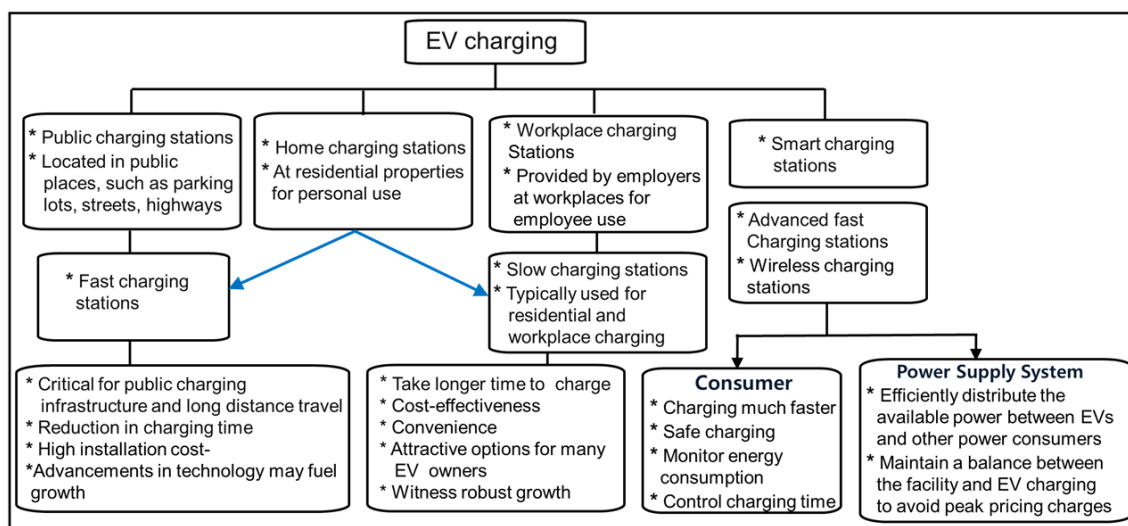 EV charging
* Public charging stations
* Located in public
places, such as parking
lots, streets, highways
* Home charging stations
* At residential properties
for personal use
* Workplace charging
Stations
* Provided by employers
at workplaces for
employee use
* Smart charging
stations
* Fast charging
stations
* Slow charging stations
* Typically used for
residential and
workplace charging
* Advanced fast
Charging stations
* Wireless charging
stations
* Critical for public charging
infrastructure and long distance travel
* Reduction in charging time
* High installation cost-
*Advancements in technology may fuel
growth
* Take longer time to charge
* Cost-effectiveness
* Convenience
* Attractive options for many
EV owners
* Witness robust growth
Consumer
* Charging much faster
* Safe charging
* Monitor energy
consumption
* Control charging time
Power Supply System
* Efficiently distribute the
available power between EVs
and other power consumers
* Maintain a balance between
the facility and EV charging
to avoid peak pricing charges